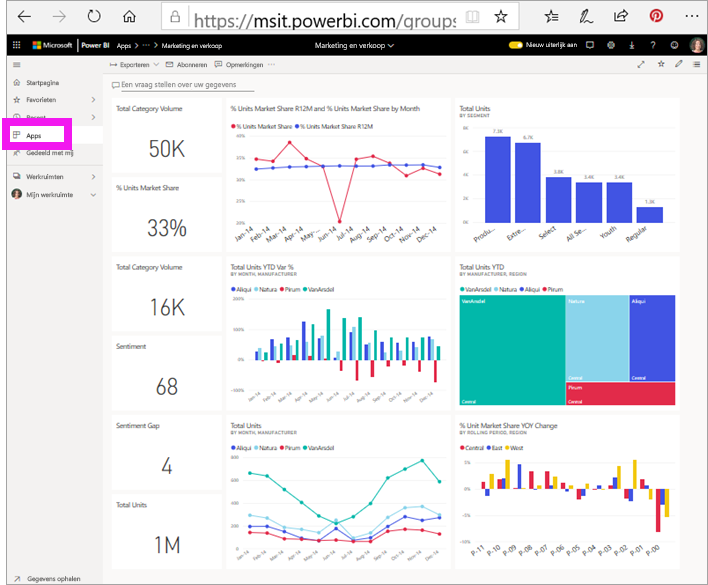 https://msit.powerbi.com/groups
Microsoft Power BI Apps > ··· > Marketing en verkoop
Marketing en verkoop
Nieuw uiterlijk aan
Exporteren Abonneren Opmerkingen ···
Startpagina
Favorieten
Recent
Apps
Gedeeld met mij
Werkruimten
Mijn werkruimte
Gegevens ophalen
Een vraag stellen over uw gegevens
Total Category Volume
50K
% Units Market Share
33%
Total Category Volume
16K
Sentiment
68
Sentiment Gap
4
Total Units
1M
% Units Market Share R12M and % Units Market Share by Month
% Units Market Share % Units Market Share R12M
40%
35%
30%
25%
20%
Jan-14 Feb-14 Mar-14 Apr-14 May-... Jun-14 Jul-14 Aug-14 Sep-14 Oct-14 Nov-14 Dec-14
Total Units
BY SEGMENT
8K
6K
4K
2K
0K
7.3K 6.7K 3.8K 3.4K 3.4K 1.3K
Produ... Extre... Select All Se... Youth Regular
Total Units YTD Var %
BY MONTH, MANUFACTURER
Aliqui Natura Pirum VanArsdel
200%
100%
0%
-100%
Jan-14 Feb-14 Mar-14 Apr-14 May-14 Jun-14 Jul-14 Aug-14 Sep-14 Oct-14 Nov-14 Dec-14
Total Units YTD
BY MANUFACTURER, REGION
VanArsdel Natura Aliqui Pirum
VanArsdel
Central
Natura
Central
Aliqui
Central
Pirum
Central
Total Units
BY MONTH, MANUFACTURER
Aliqui Natura Pirum VanArsdel
800
600
400
200
0
Jan-14 Feb-14 Mar-14 Apr-14 May-14 Jun-14 Jul-14 Aug-14 Sep-14 Oct-14 Nov-14 Dec-14
% Unit Market Share YOY Change
BY ROLLING PERIOD, REGION
Central East West
5%
0%
-5%
-10%
P-11 P-10 P-09 P-08 P-07 P-06 P-05 P-04 P-03 P-02 P-01 P-00